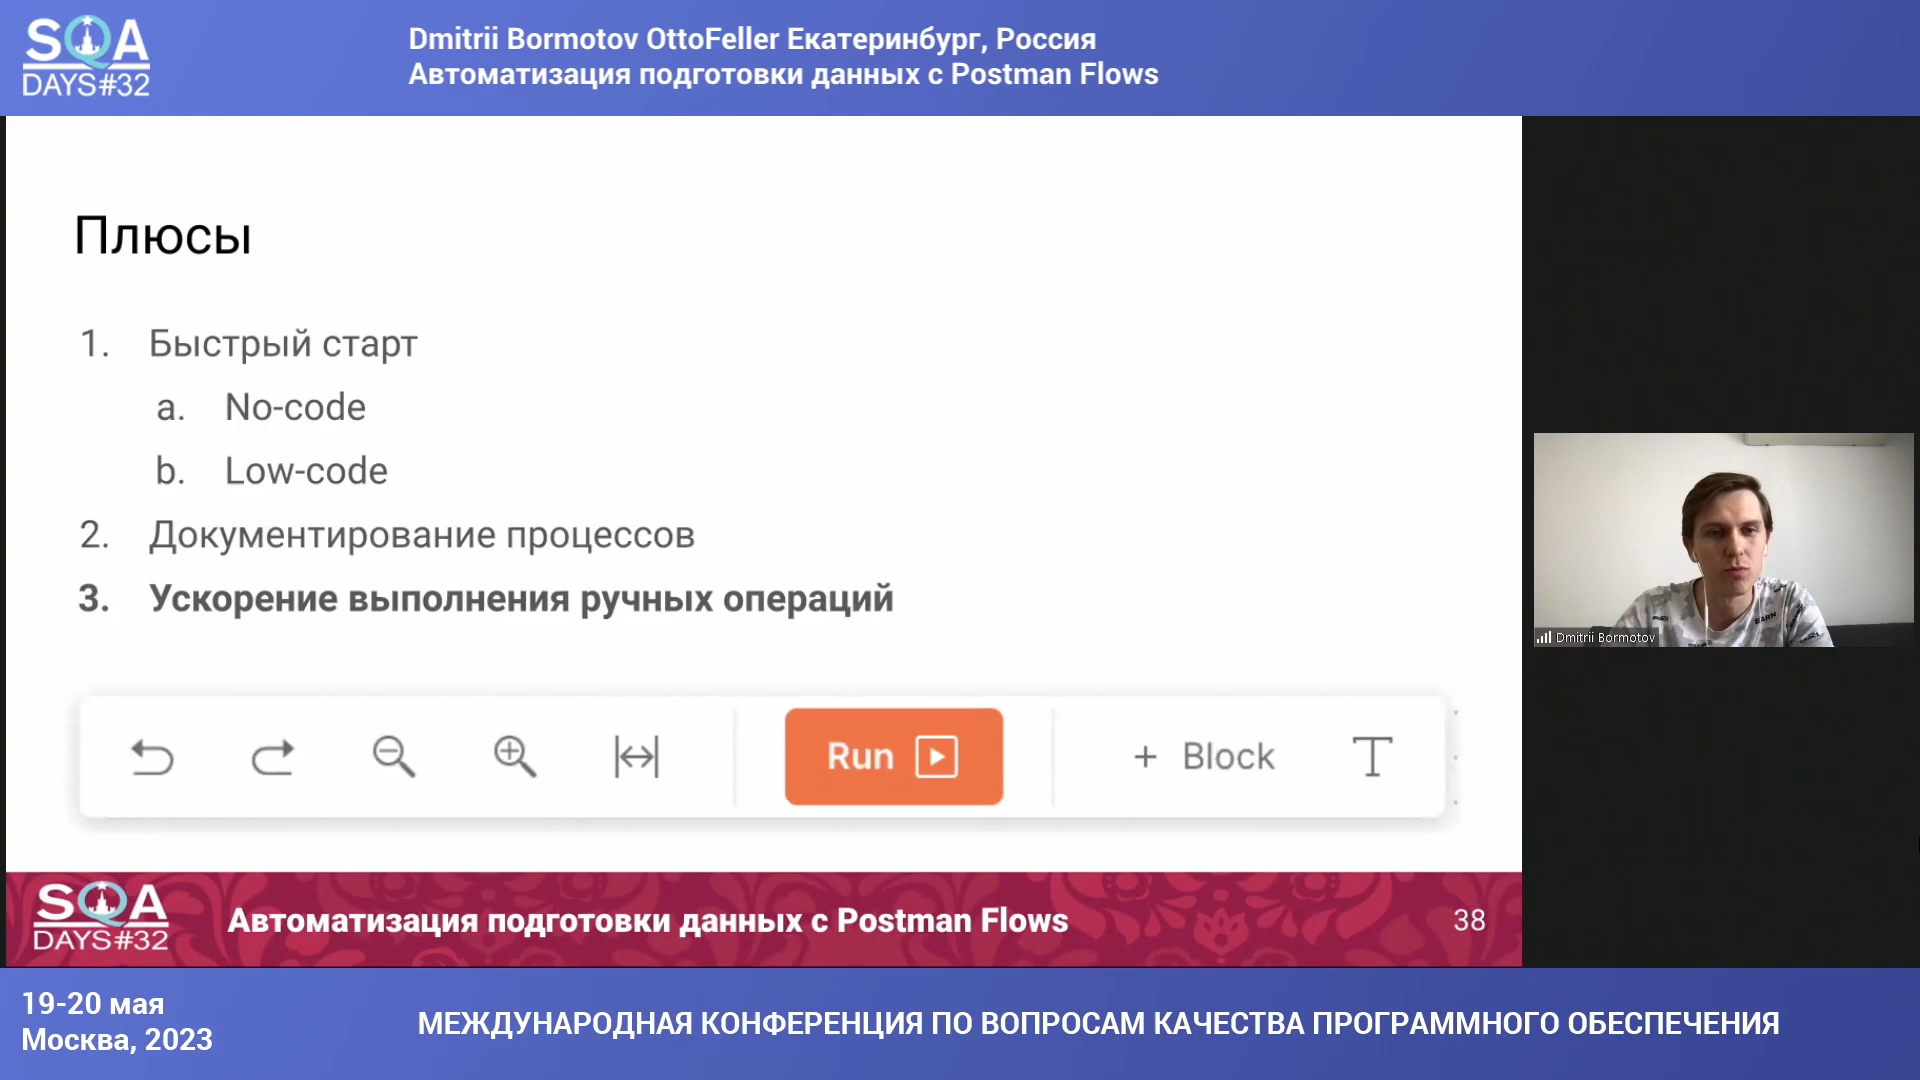 SQA
DAYS#32
Dmitrii Bormotov OttoFeller Екатеринбург, Россия
Автоматизация подготовки данных с Postman Flows
Плюсы
1. Быстрый старт
a. No-code
b. Low-code
2. Документирование процессов
3. Ускорение выполнения ручных операций
Run
+ Block
T
Dmitrii Bormotov
SQA
DAYS#32
Автоматизация подготовки данных с Postman Flows
38
19-20 мая
Москва, 2023
МЕЖДУНАРОДНАЯ КОНФЕРЕНЦИЯ ПО ВОПРОСАМ КАЧЕСТВА ПРОГРАММНОГО ОБЕСПЕЧЕНИЯ